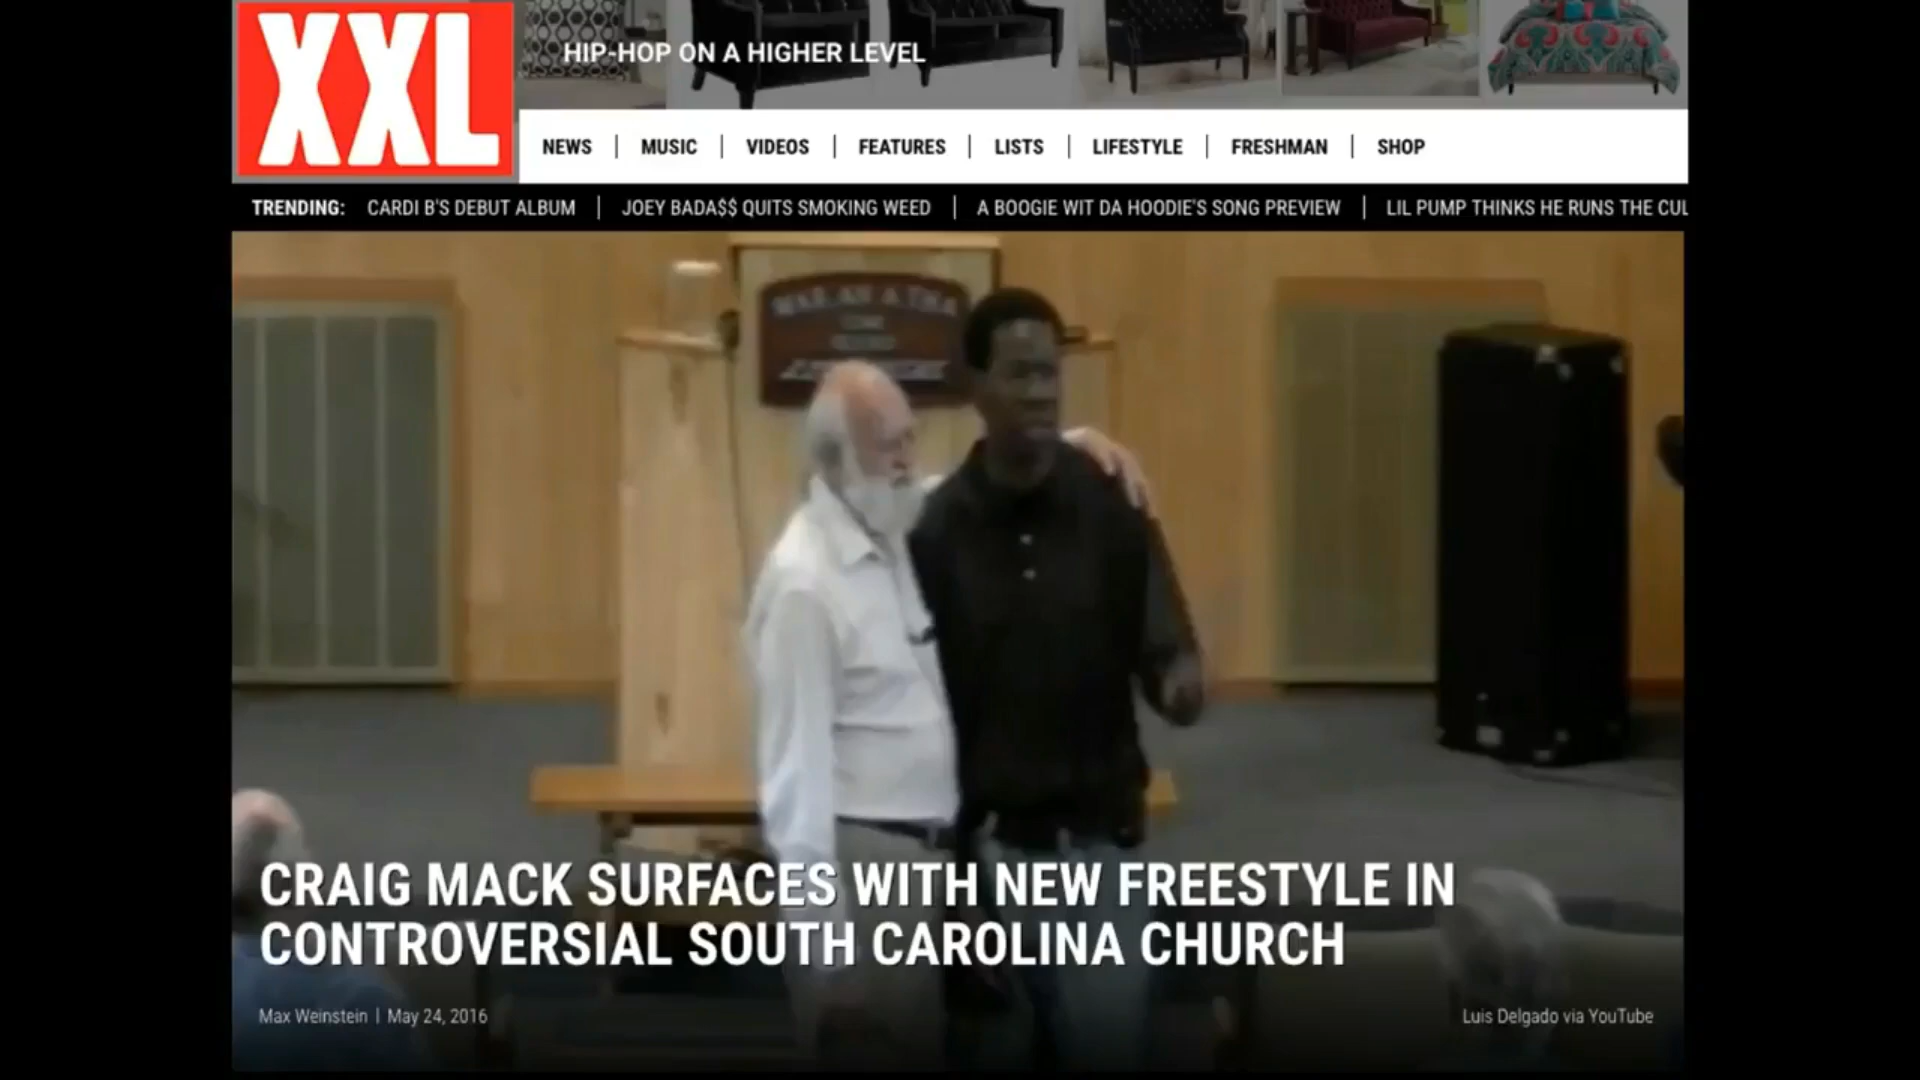 XXL
HIP-HOP ON A HIGHER LEVEL
NEWS | MUSIC | VIDEOS | FEATURES | LISTS | LIFESTYLE | FRESHMAN | SHOP
TRENDING: CARDI B'S DEBUT ALBUM | JOEY BADA$$ QUITS SMOKING WEED | A BOOGIE WIT DA HOODIE'S SONG PREVIEW | LIL PUMP THINKS HE RUNS THE CUL
CRAIG MACK SURFACES WITH NEW FREESTYLE IN
CONTROVERSIAL SOUTH CAROLINA CHURCH
Max Weinstein | May 24, 2016
Luis Delgado via YouTube